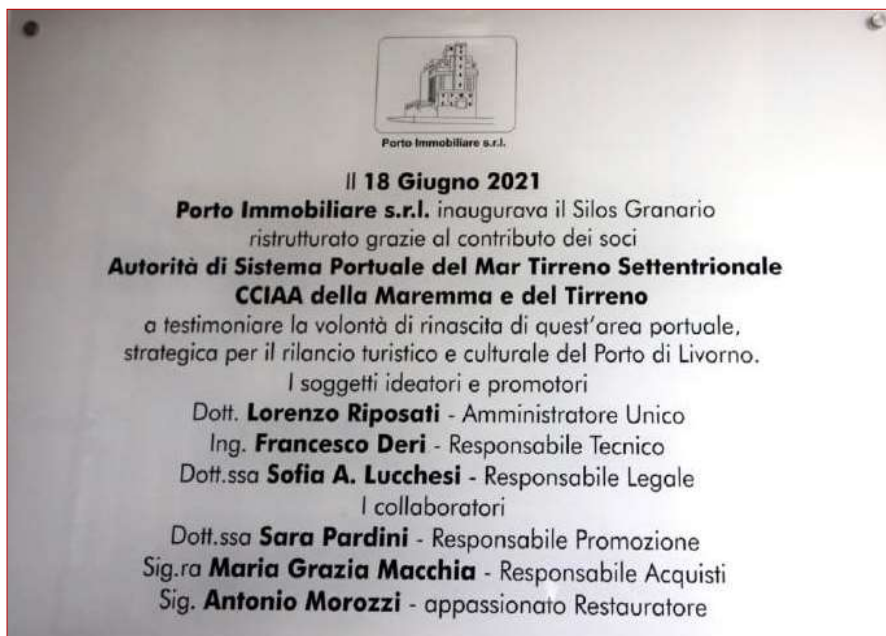 Porto Immobiliare s.r.l.
Il 18 Giugno 2021
Porto Immobiliare s.r.l. inaugurava il Silos Granario
ristrutturato grazie al contributo dei soci
Autorità di Sistema Portuale del Mar Tirreno Settentrionale
CCIAA della Maremma e del Tirreno
a testimoniare la volontà di rinascita di quest'area portuale,
strategica per il rilancio turistico e culturale del Porto di Livorno.
I soggetti ideatori e promotori
Dott. Lorenzo Riposati - Amministratore Unico
Ing. Francesco Deri - Responsabile Tecnico
Dott.ssa Sofia A. Lucchesi - Responsabile Legale
I collaboratori
Dott.ssa Sara Pardini - Responsabile Promozione
Sig.ra Maria Grazia Macchia - Responsabile Acquisti
Sig. Antonio Morozzi - appassionato Restauratore